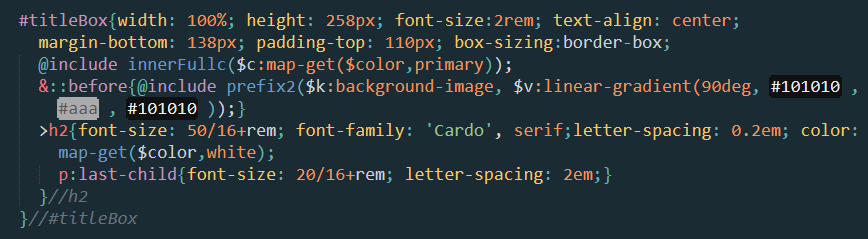 #titleBox{width: 100%; height: 258px; font-size:2rem; text-align: center;
margin-bottom: 138px; padding-top: 110px; box-sizing:border-box;
@include innerFullc($c:map-get($color,primary));
&::before{@include prefix2($k:background-image, $v:linear-gradient(90deg, #101010 ,
#aaa , #101010 ));}
>h2{font-size: 50/16+rem; font-family: 'Cardo', serif;letter-spacing: 0.2em; color:
map-get($color,white);
p:last-child{font-size: 20/16+rem; letter-spacing: 2em;}
}//h2
}//#titleBox